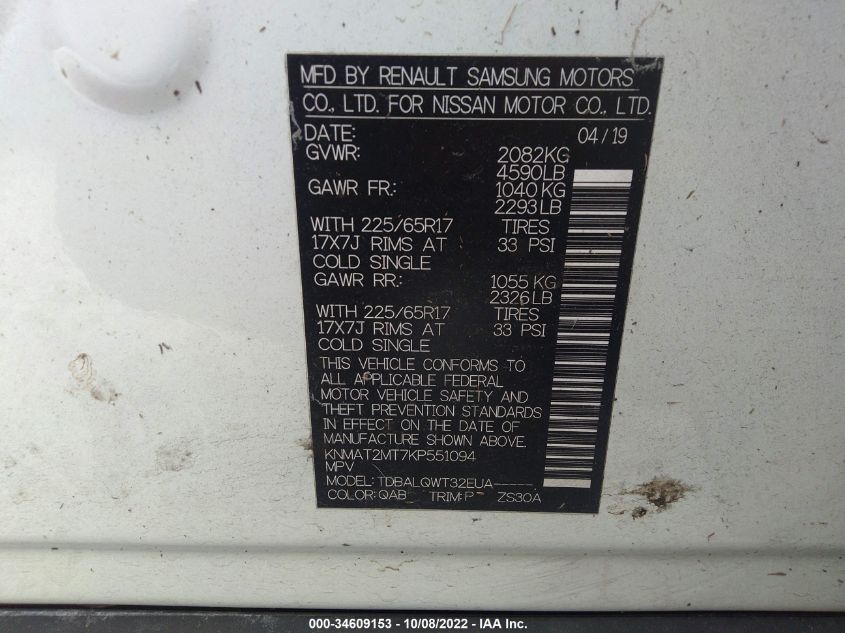 MFD BY RENAULT SAMSUNG MOTORS
CO., LTD. FOR NISSAN MOTOR CO., LTD.
DATE: 04/19
GVWR: 2082KG
4590LB
GAWR FR.: 1040 KG
2293 LB
WITH 225/65R17 TIRES
17X7J RIMS AT 33 PSI
COLD SINGLE
GAWR RR.: 1055 KG
2326 LB
WITH 225/65R17 TIRES
17X7J RIMS AT 33 PSI
COLD SINGLE
THIS VEHICLE CONFORMS TO
ALL APPLICABLE FEDERAL
MOTOR VEHICLE SAFETY AND
THEFT PREVENTION STANDARDS
IN EFFECT ON THE DATE OF
MANUFACTURE SHOWN ABOVE.
KNMAT2MT7KP551094
MPV
MODEL: TDBALQWT32EUA-----
COLOR: QAB TRIM: P ZS30A
000-34609153 - 10/08/2022 - IAA Inc.